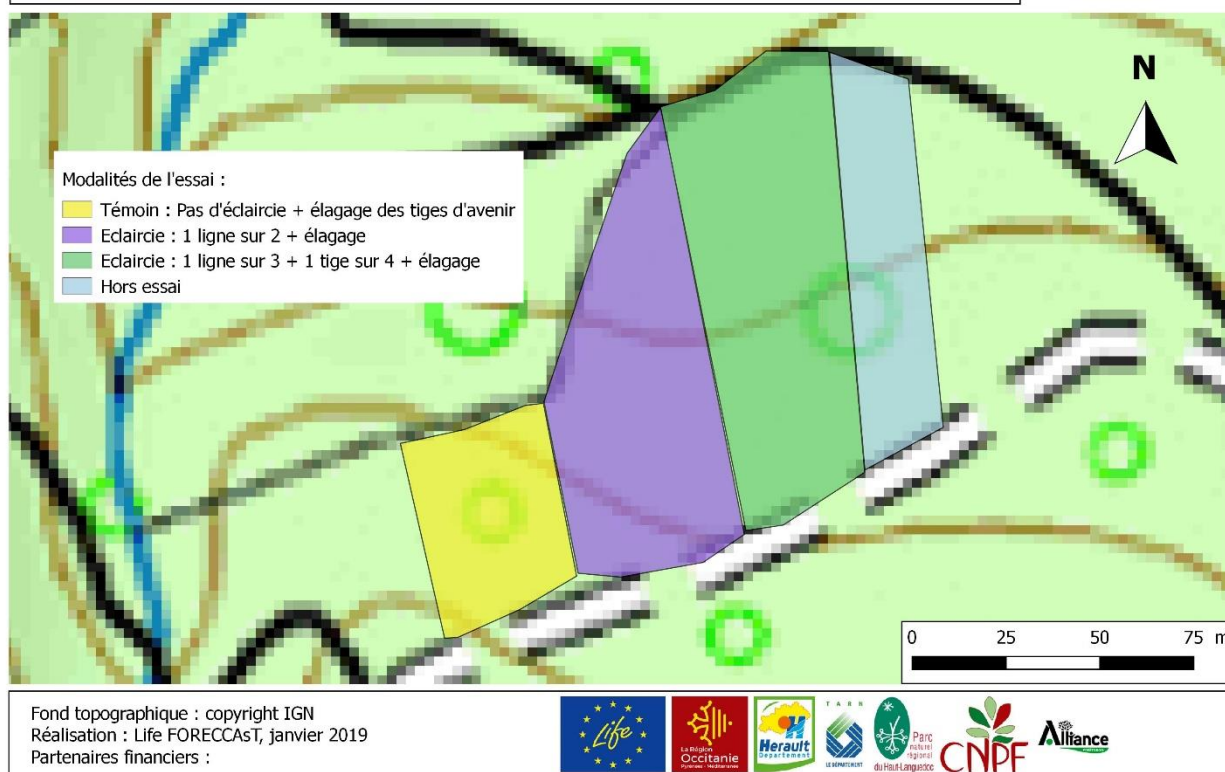 N
Modalités de l'essai :
Témoin : Pas d'éclaircie + élagage des tiges d'avenir
Eclaircie : 1 ligne sur 2 + élagage
Eclaircie : 1 ligne sur 3 + 1 tige sur 4 + élagage
Hors essai
0 25 50 75 m
Fond topographique : copyright IGN
Réalisation : Life FORECCAsT, janvier 2019
Partenaires financiers :
Life
La Région
Occitanie
Pyrénées - Méditerranée
Herault
Département
TARN
LE DÉPARTEMENT
Parc
naturel
régional
du Haut-Languedoc
CNPF
Alliance